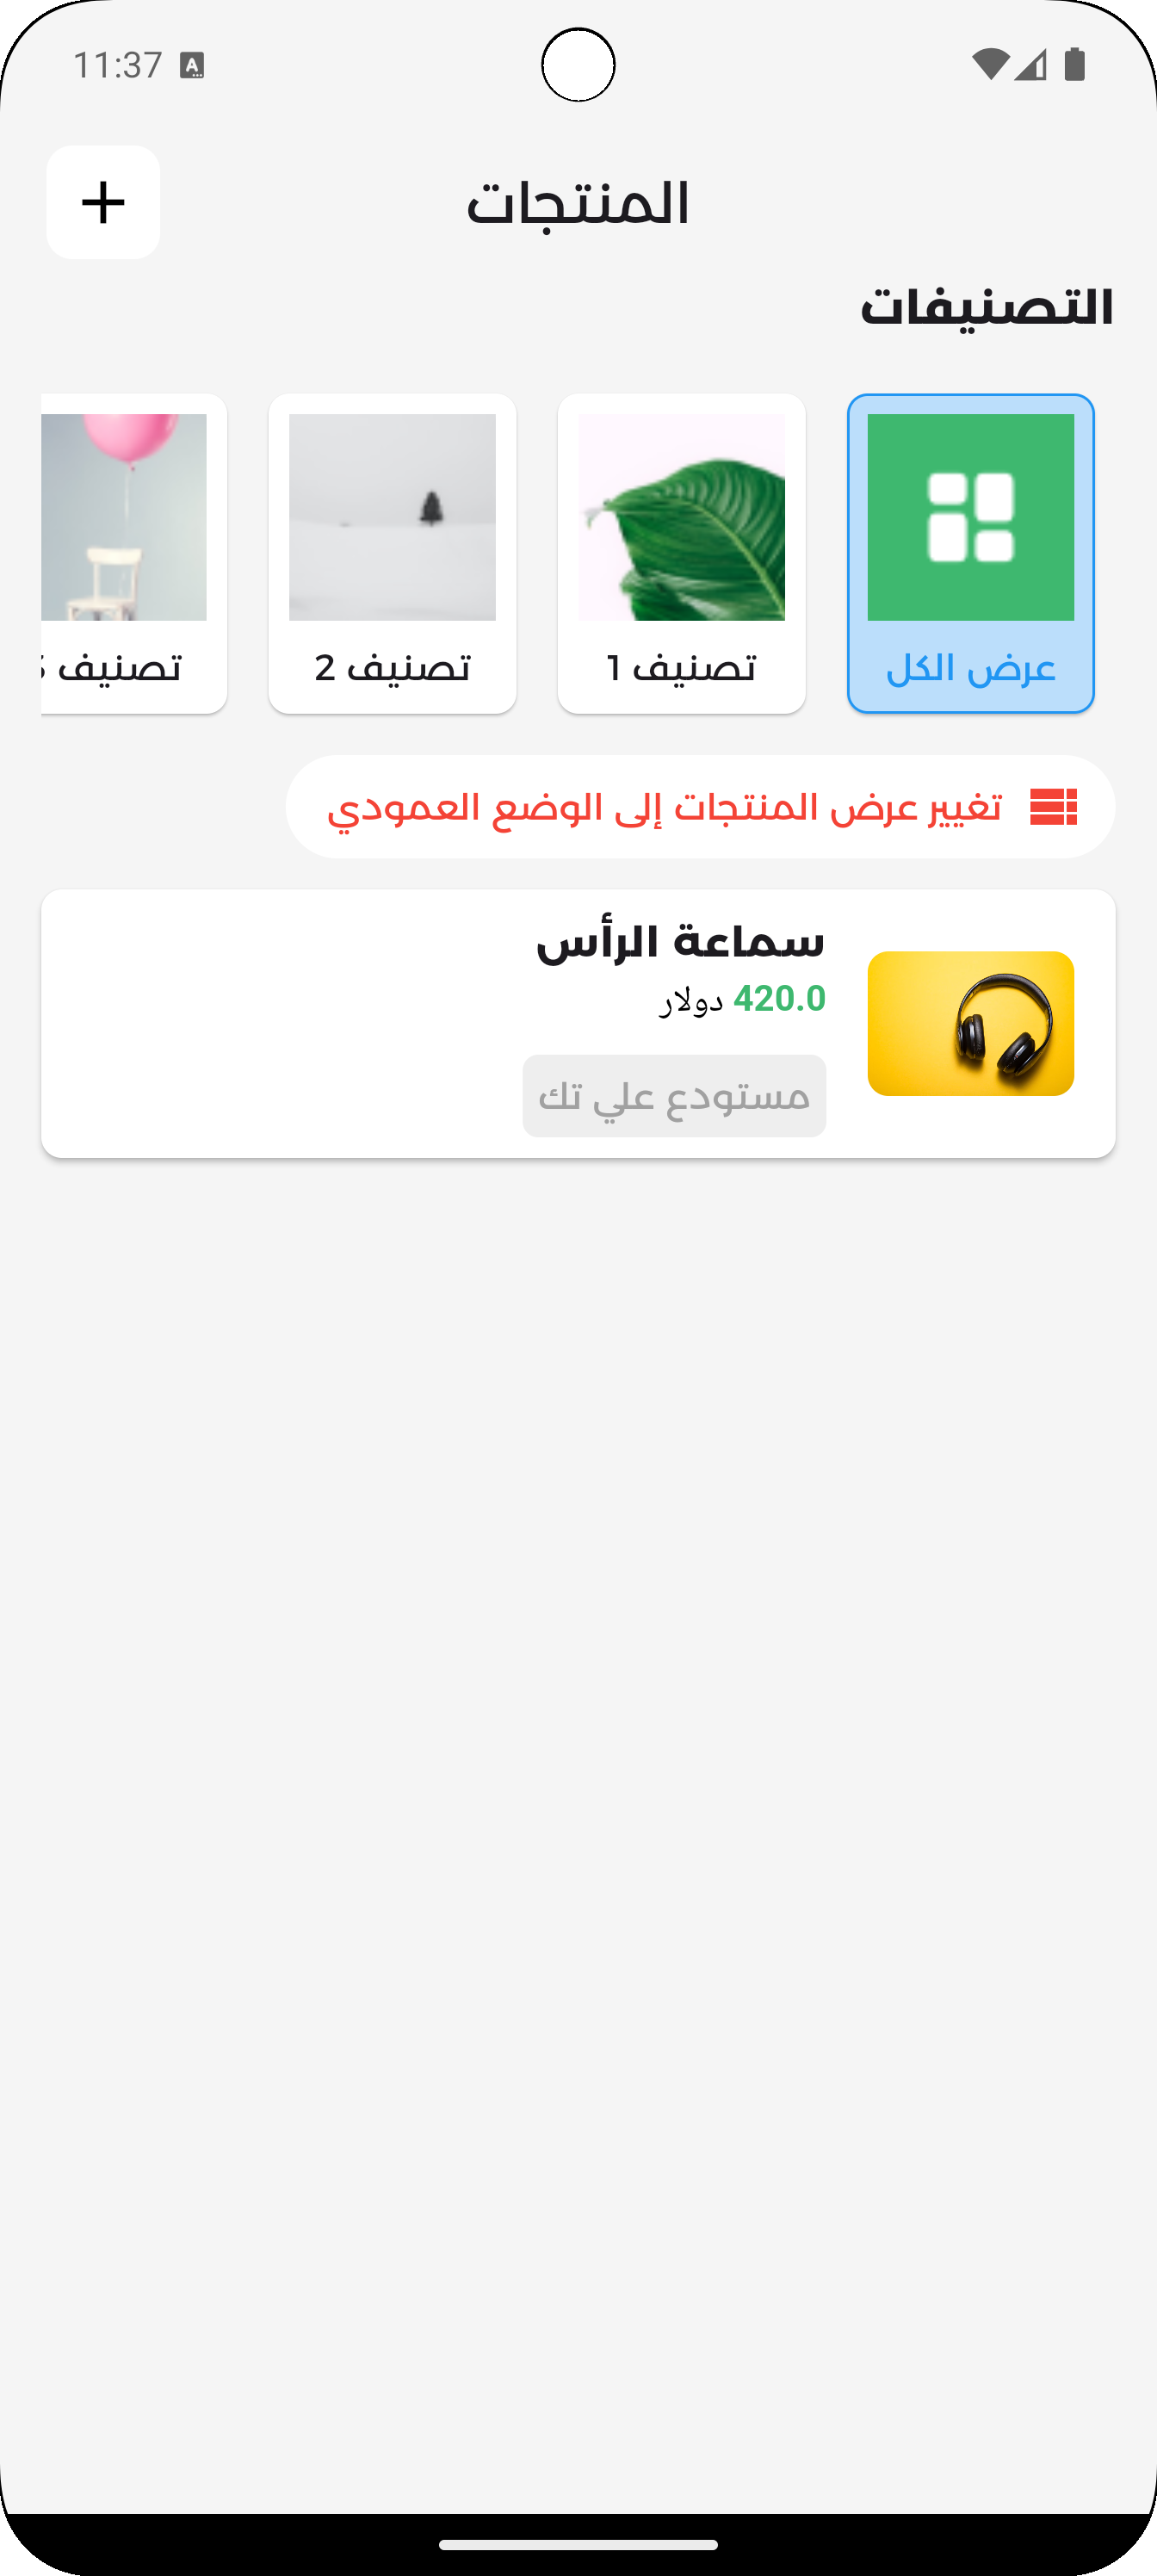 11:37
المنتجات
التصنيفات
عرض الكل
تصنيف 1
تصنيف 2
تصنيف
تغيير عرض المنتجات إلى الوضع العمودي
سماعة الرأس
420.0 دولار
مستودع علي تك